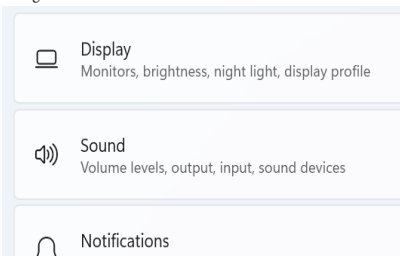 Display
Monitors, brightness, night light, display profile
Sound
Volume levels, output, input, sound devices
Notifications